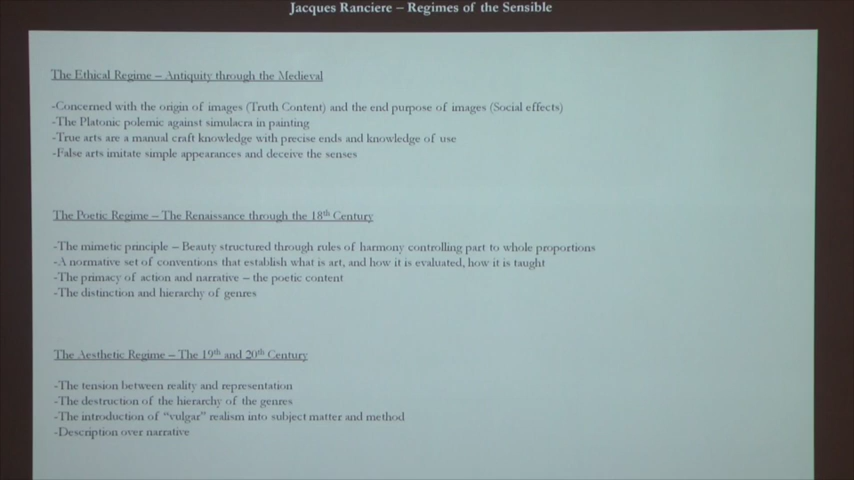 Jacques Ranciere – Regimes of the Sensible
The Ethical Regime – Antiquity through the Medieval
-Concerned with the origin of images (Truth Content) and the end purpose of images (Social effects)
-The Platonic polemic against simulacra in painting
-True arts are a manual craft knowledge with precise ends and knowledge of use
-False arts imitate simple appearances and deceive the senses
The Poetic Regime – The Renaissance through the 18th Century
-The mimetic principle – Beauty structured through rules of harmony controlling part to whole proportions
-A normative set of conventions that establish what is art, and how it is evaluated, how it is taught
-The primacy of action and narrative – the poetic content
-The distinction and hierarchy of genres
The Aesthetic Regime – The 19th and 20th Century
-The tension between reality and representation
-The destruction of the hierarchy of the genres
-The introduction of “vulgar” realism into subject matter and method
-Description over narrative